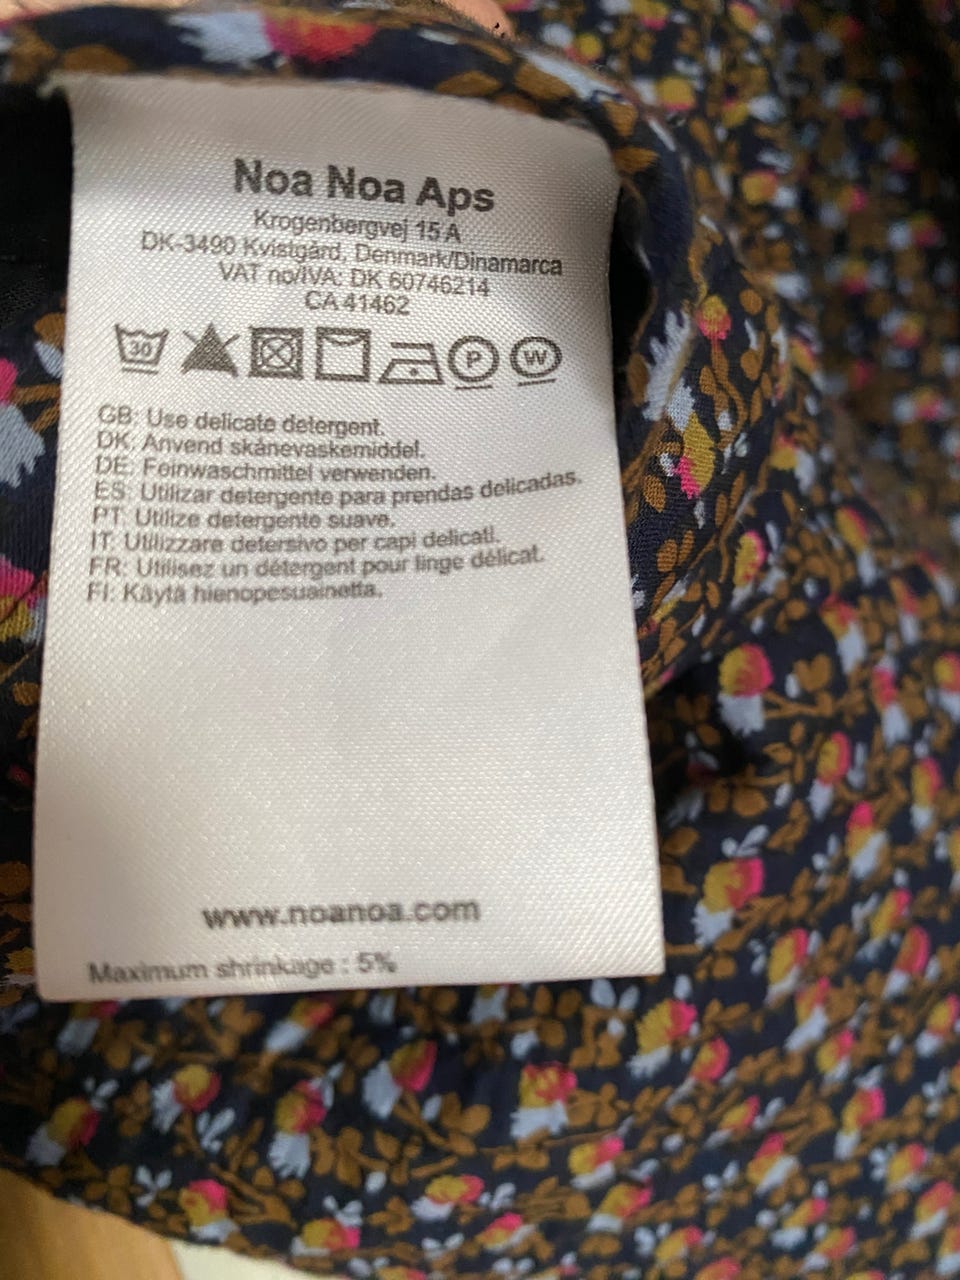 Noa Noa Aps
Krogenbergvej 15 A
DK-3490 Kvistgård, Denmark/Dinamarca
VAT no/IVA: DK 60746214
CA 41462
30 P W
GB: Use delicate detergent.
DK: Anvend skånevaskemiddel.
DE: Feinwaschmittel verwenden.
ES: Utilizar detergente para prendas delicadas.
PT: Utilize detergente suave.
IT: Utilizzare detersivo per capi delicati.
FR: Utilisez un détergent pour linge délicat.
FI: Käytä hienopesuainetta.
www.noanoa.com
Maximum shrinkage : 5%